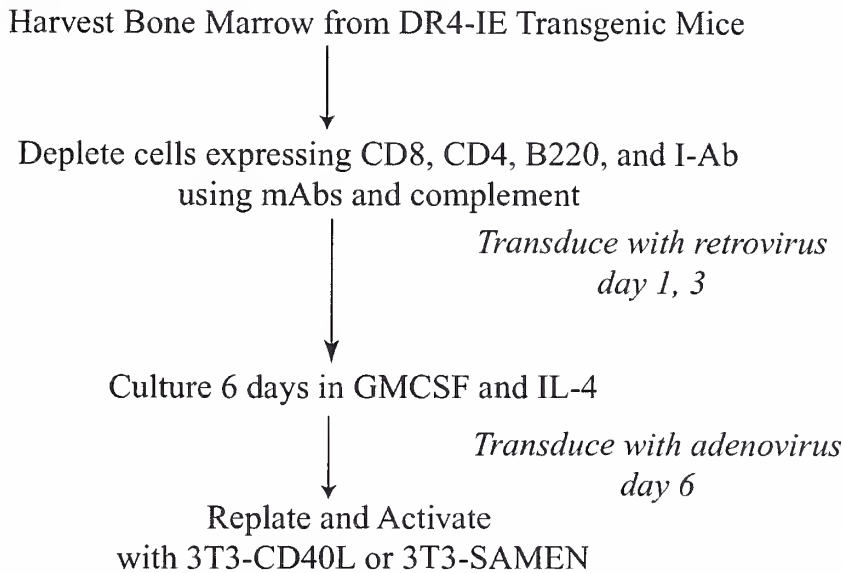 Harvest Bone Marrow from DR4-IE Transgenic Mice
Deplete cells expressing CD8, CD4, B220, and I-Ab
using mAbs and complement
Transduce with retrovirus
day 1, 3
Culture 6 days in GMCSF and IL-4
Transduce with adenovirus
day 6
Replate and Activate
with 3T3-CD40L or 3T3-SAMEN